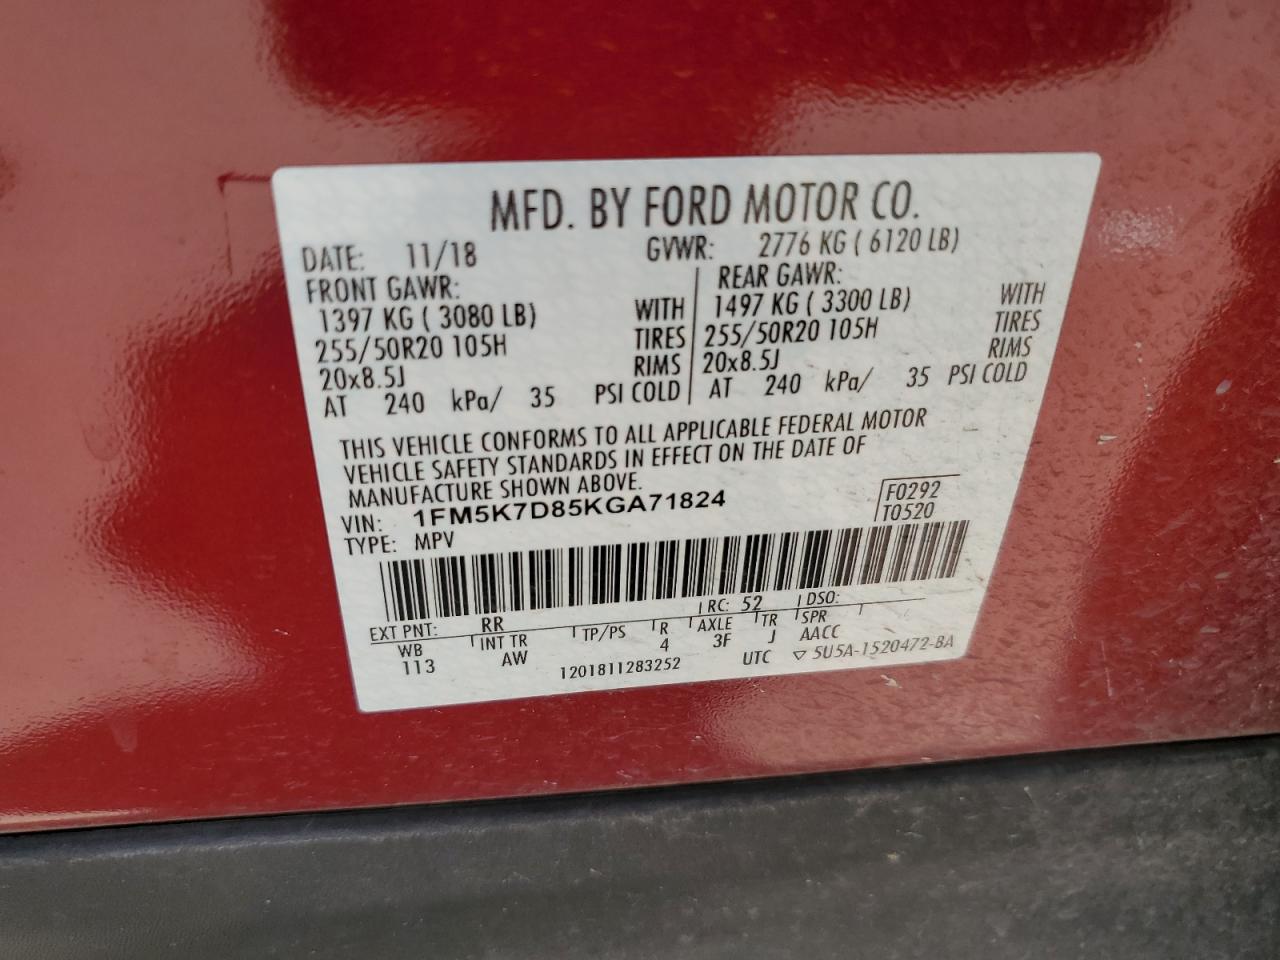 MFD. BY FORD MOTOR CO.
DATE: 11/18 GVWR: 2776 KG ( 6120 LB)
FRONT GAWR: REAR GAWR:
1397 KG ( 3080 LB) WITH 1497 KG ( 3300 LB) WITH
255/50R20 105H TIRES 255/50R20 105H TIRES
20x8.5J RIMS 20x8.5J RIMS
AT 240 kPa/ 35 PSI COLD AT 240 kPa/ 35 PSI COLD
THIS VEHICLE CONFORMS TO ALL APPLICABLE FEDERAL MOTOR
VEHICLE SAFETY STANDARDS IN EFFECT ON THE DATE OF
MANUFACTURE SHOWN ABOVE.
VIN: 1FM5K7D85KGA71824 F0292
TYPE: MPV T0520
EXT PNT: RR RC: 52 DSO:
WB INT TR TP/PS R AXLE TR SPR
113 AW 4 3F J AACC
1201811283252 UTC ▽ 5U5A-1520472-BA